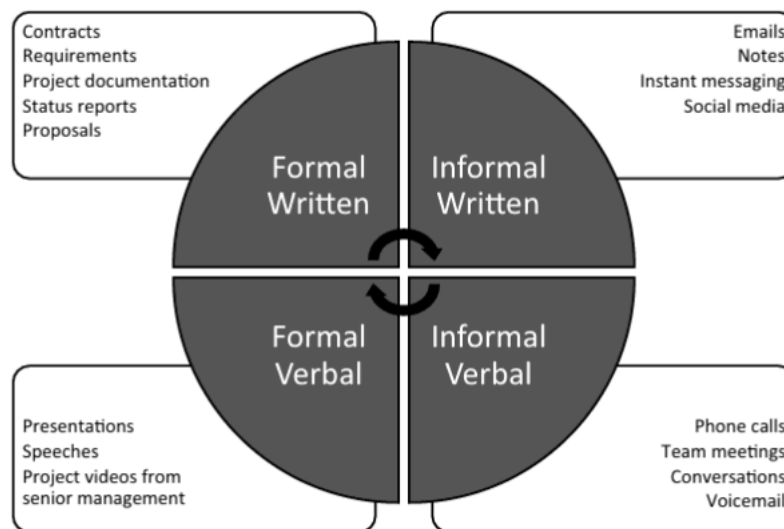 Contracts
Requirements
Project documentation
Status reports
Proposals
Emails
Notes
Instant messaging
Social media
Formal
Written
Informal
Written
Formal
Verbal
Informal
Verbal
Presentations
Speeches
Project videos from
senior management
Phone calls
Team meetings
Conversations
Voicemail